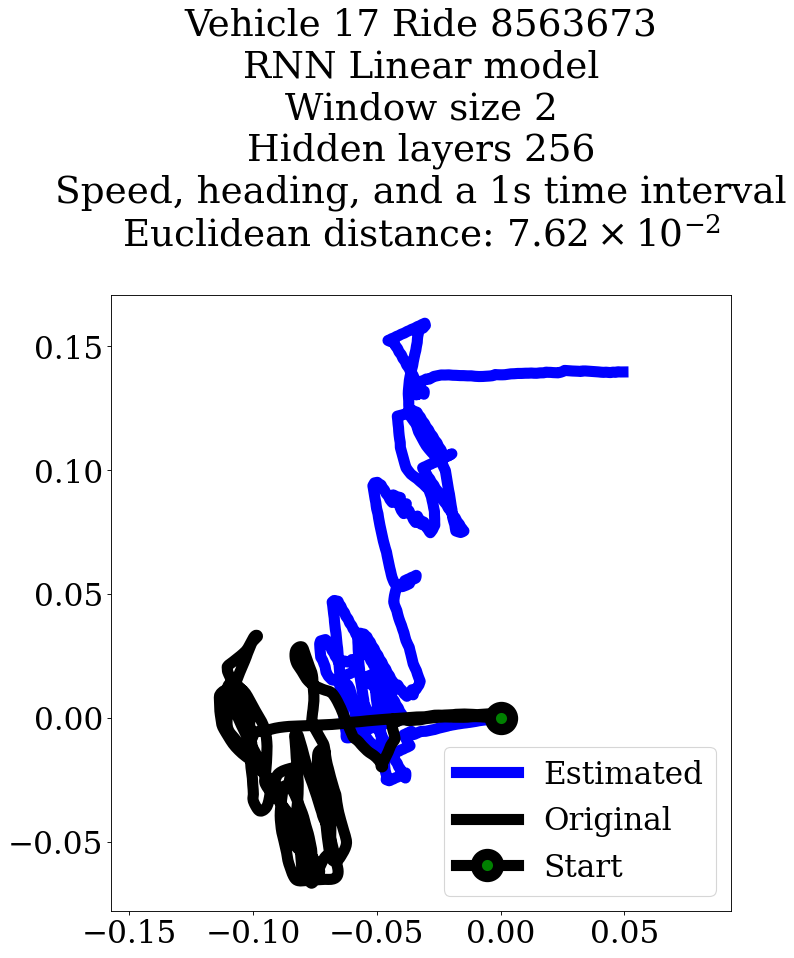 Vehicle 17 Ride 8563673
RNN Linear model
Window size 2
Hidden layers 256
Speed, heading, and a 1s time interval
Euclidean distance: 7.62 × 10⁻²
0.15
0.10
0.05
0.00
−0.05
Estimated
Original
Start
−0.15 −0.10 −0.05 0.00 0.05